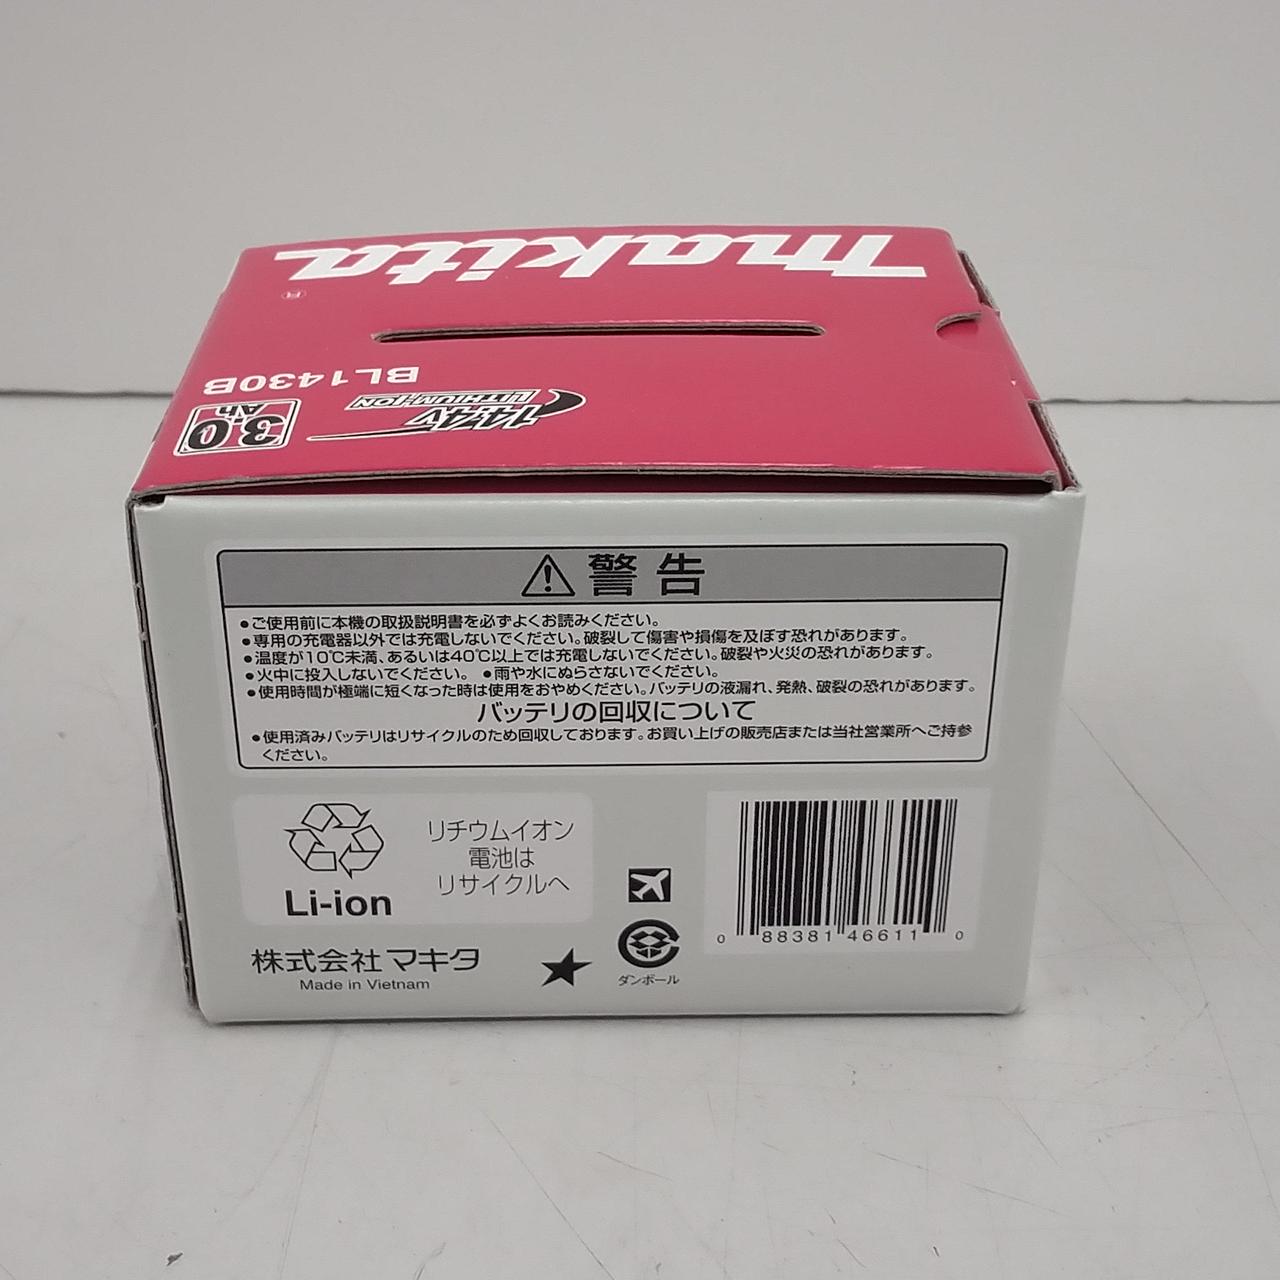 makita
®
BL1430B
14.4V
LITHIUM-ION
3.0
Ah
警告
●ご使用前に本機の取扱説明書を必ずよくお読みください。
●専用の充電器以外では充電しないでください。破裂して傷害や損傷を及ぼす恐れがあります。
●温度が10℃未満、あるいは40℃以上では充電しないでください。破裂や火災の恐れがあります。
●火中に投入しないでください。 ●雨や水にぬらさないでください。
●使用時間が極端に短くなった時は使用をおやめください。バッテリの液漏れ、発熱、破裂の恐れがあります。
バッテリの回収について
●使用済みバッテリはリサイクルのため回収しております。お買い上げの販売店または当社営業所へご持参
ください。
Li-ion
リチウムイオン
電池は
リサイクルへ
株式会社マキタ
Made in Vietnam
ダンボール
0 88381 46611 0